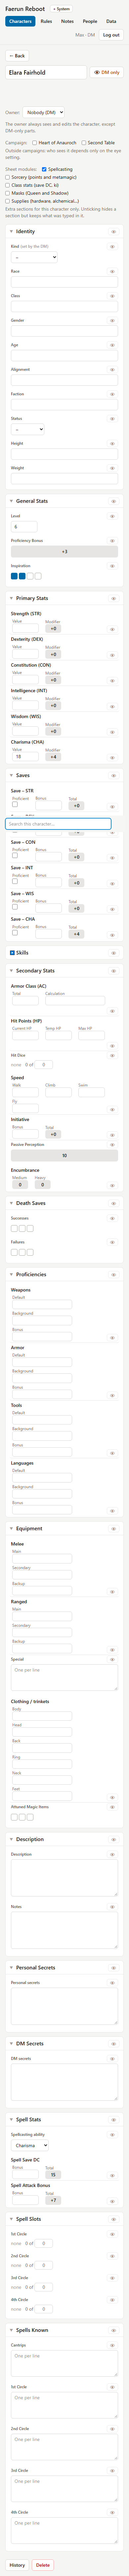 Faerun Reboot + System
Characters Rules Notes People Data
Max · DM Log out
← Back
Elara Fairhold DM only
Owner: Nobody (DM)
The owner always sees and edits the character, except DM-only parts.
Campaign: Heart of Anauroch Second Table
Outside campaigns: who sees it depends only on the eye setting.
Sheet modules: Spellcasting
Sorcery (points and metamagic)
Class stats (save DC, ki)
Masks (Queen and Shadow)
Supplies (hardware, alchemical...)
Extra sections for this character only. Unticking hides a section but keeps what was typed in it.
Identity
Kind (set by the DM)
–
Race
Class
Gender
Age
Alignment
Faction
Status
–
Height
Weight
General Stats
Level
6
Proficiency Bonus
+3
Inspiration
Primary Stats
Strength (STR)
Value Modifier
+0
Dexterity (DEX)
Value Modifier
+0
Constitution (CON)
Value Modifier
+0
Intelligence (INT)
Value Modifier
+0
Wisdom (WIS)
Value Modifier
+0
Charisma (CHA)
Value Modifier
18 +4
Saves
Save – STR
Proficient Bonus Total
+0
Search this character...
Save – CON
Proficient Bonus Total
+0
Save – INT
Proficient Bonus Total
+0
Save – WIS
Proficient Bonus Total
+0
Save – CHA
Proficient Bonus Total
+4
Skills
Secondary Stats
Armor Class (AC)
Total Calculation
Hit Points (HP)
Current HP Temp HP Max HP
Hit Dice
none 0 of 0
Speed
Walk Climb Swim
Fly
Initiative
Bonus Total
+0
Passive Perception
10
Encumbrance
Medium Heavy
0 0
Death Saves
Successes
Failures
Proficiencies
Weapons
Default
Background
Bonus
Armor
Default
Background
Bonus
Tools
Default
Background
Bonus
Languages
Default
Background
Bonus
Equipment
Melee
Main
Secondary
Backup
Ranged
Main
Secondary
Backup
Special
One per line
Clothing / trinkets
Body
Head
Back
Ring
Neck
Feet
Attuned Magic Items
Description
Description
Notes
Personal Secrets
Personal secrets
DM Secrets
DM secrets
Spell Stats
Spellcasting ability
Charisma
Spell Save DC
Bonus Total
15
Spell Attack Bonus
Bonus Total
+7
Spell Slots
1st Circle
none 0 of 0
2nd Circle
none 0 of 0
3rd Circle
none 0 of 0
4th Circle
none 0 of 0
Spells Known
Cantrips
One per line
1st Circle
One per line
2nd Circle
One per line
3rd Circle
One per line
4th Circle
One per line
History Delete